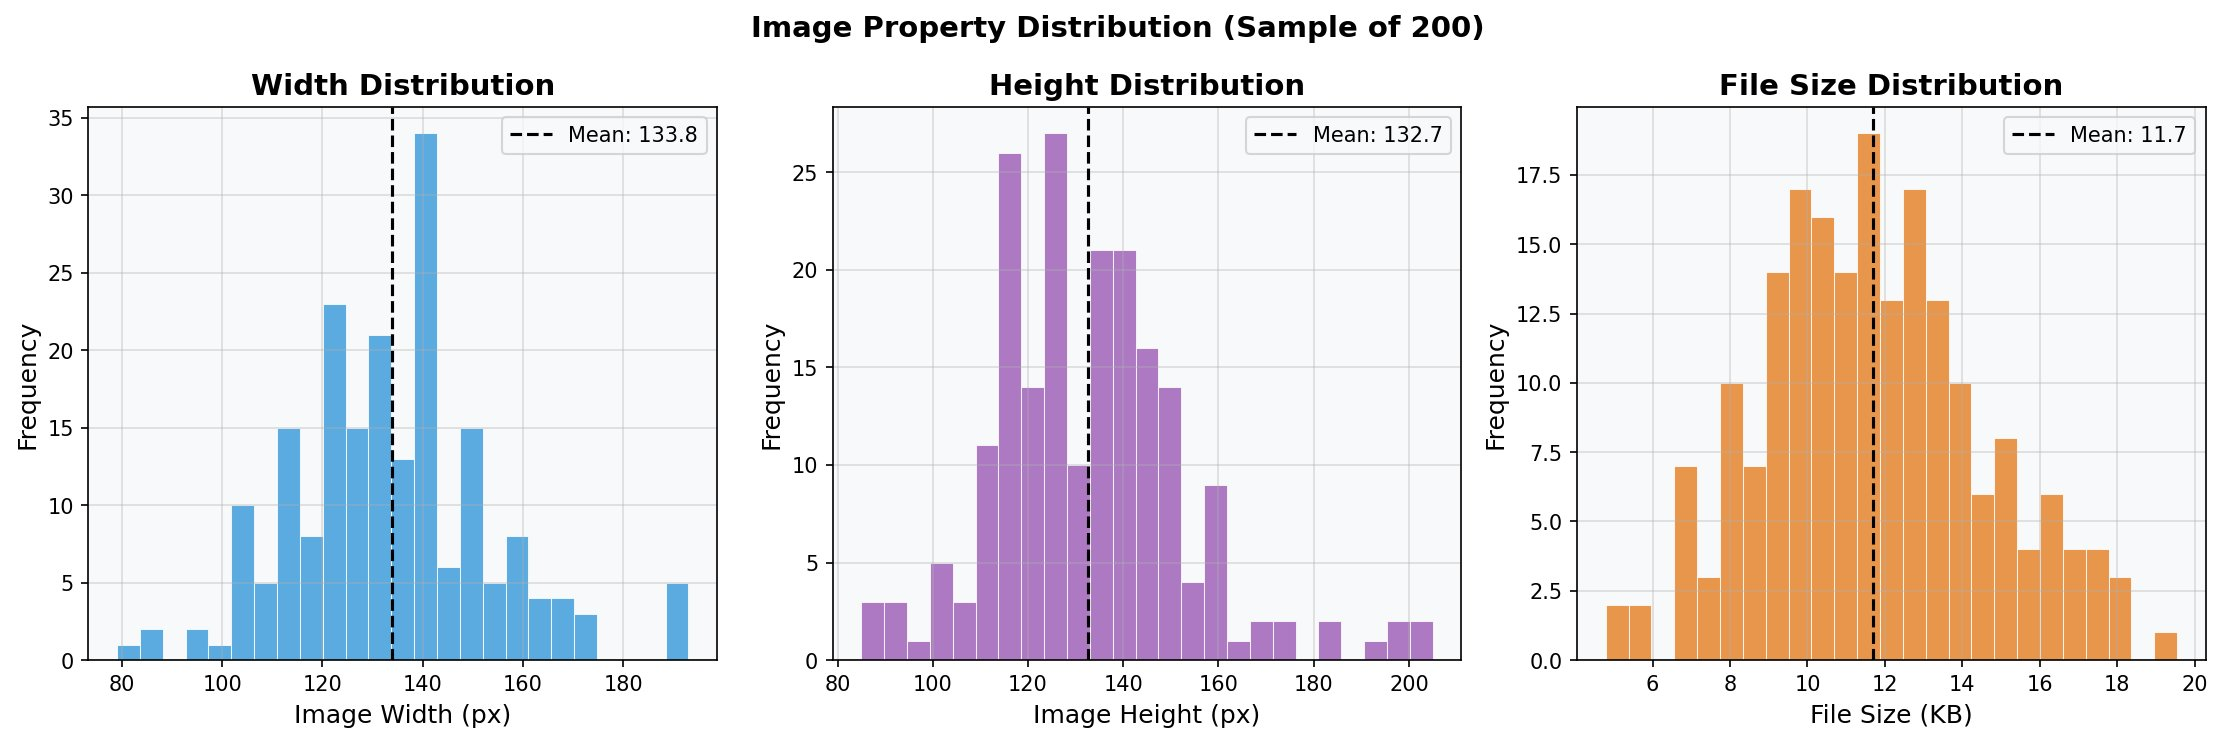 Image Property Distribution (Sample of 200)
Width Distribution
Mean: 133.8
35
30
25
20
15
10
5
0
Frequency
80 100 120 140 160 180
Image Width (px)
Height Distribution
Mean: 132.7
25
20
15
10
5
0
Frequency
80 100 120 140 160 180 200
Image Height (px)
File Size Distribution
Mean: 11.7
17.5
15.0
12.5
10.0
7.5
5.0
2.5
0.0
Frequency
6 8 10 12 14 16 18 20
File Size (KB)